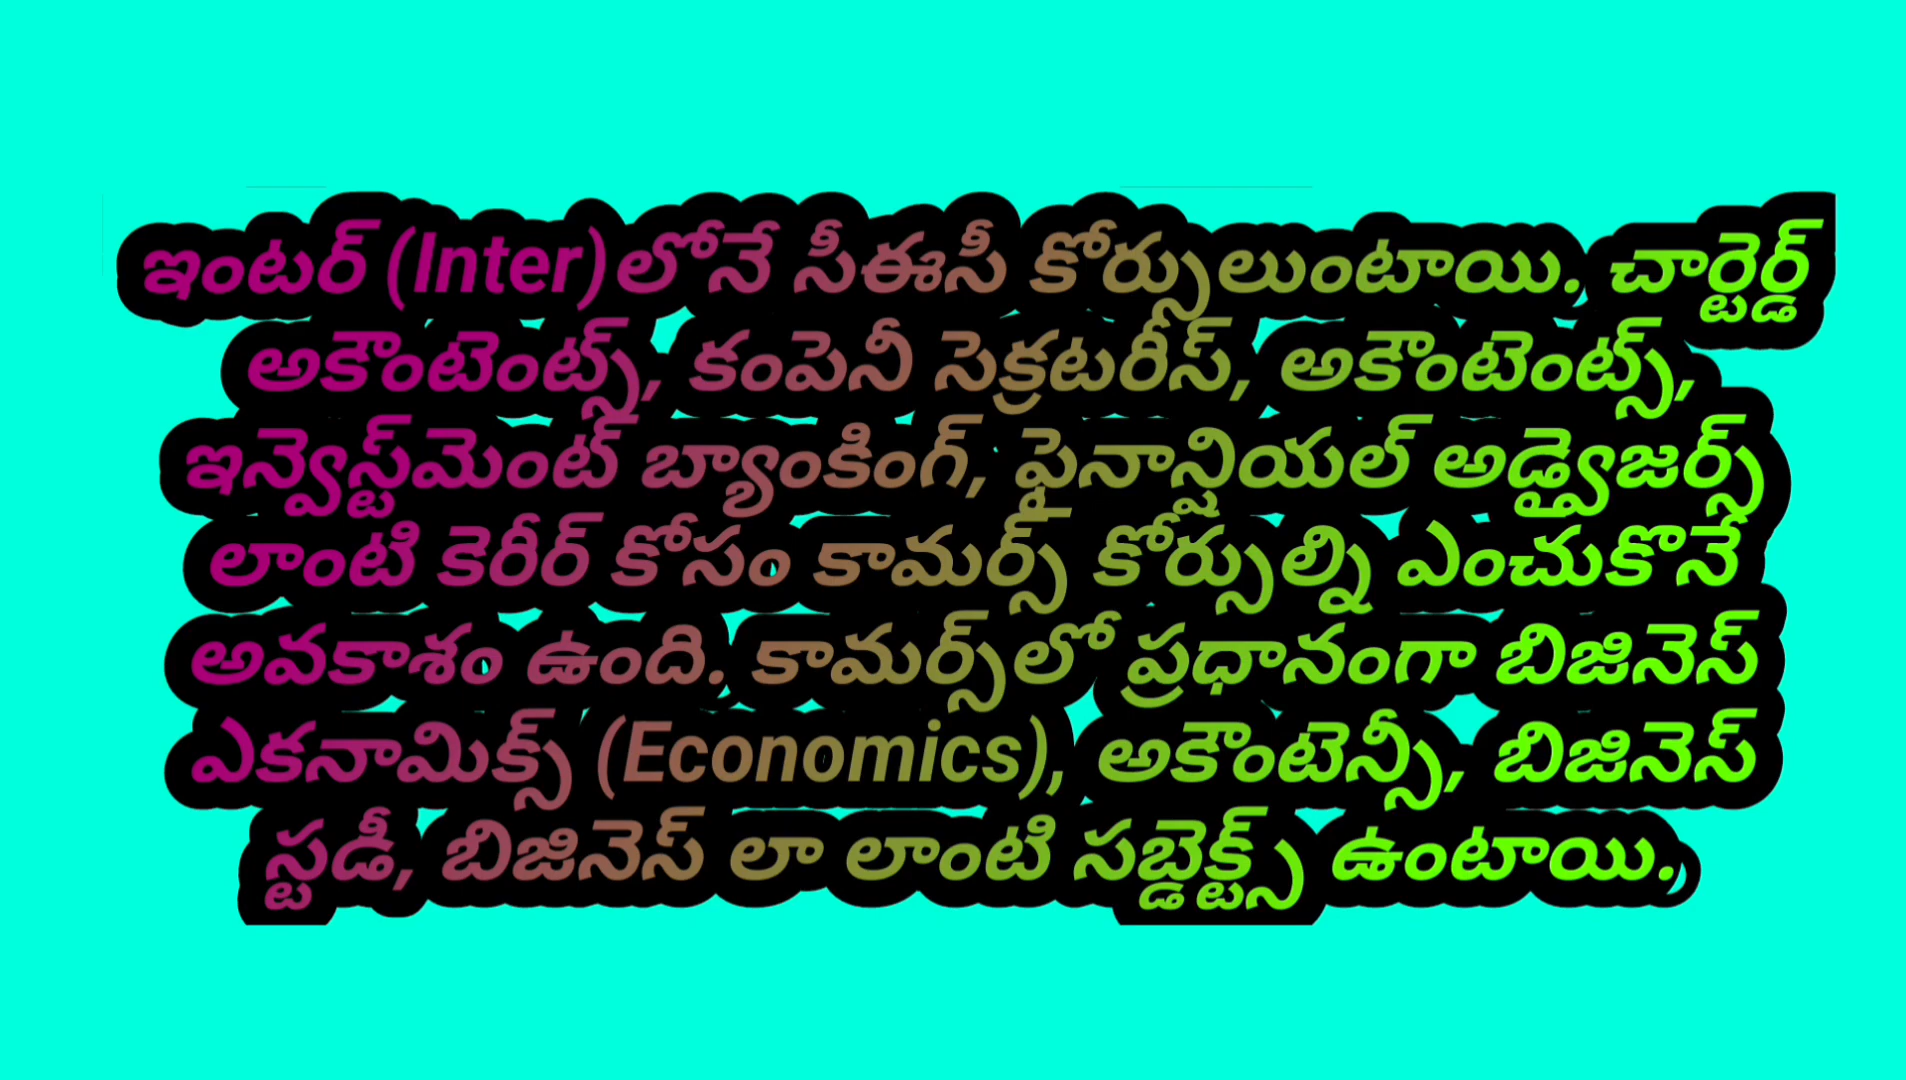 ఇంటర్ (Inter)లోనే సీఈసీ కోర్సులుంటాయి. చార్టెర్డ్
అకౌంటెంట్స్, కంపెనీ సెక్రటరీస్, అకౌంటెంట్స్,
ఇన్వెస్ట్‌మెంట్ బ్యాంకింగ్, ఫైనాన్షియల్ అడ్వైజర్స్
లాంటి కెరీర్ కోసం కామర్స్ కోర్సుల్ని ఎంచుకొనే
అవకాశం ఉంది. కామర్స్‌లో ప్రధానంగా బిజినెస్
ఎకనామిక్స్ (Economics), అకౌంటెన్సీ, బిజినెస్
స్టడీ, బిజినెస్ లా లాంటి సబ్జెక్ట్స్ ఉంటాయి.